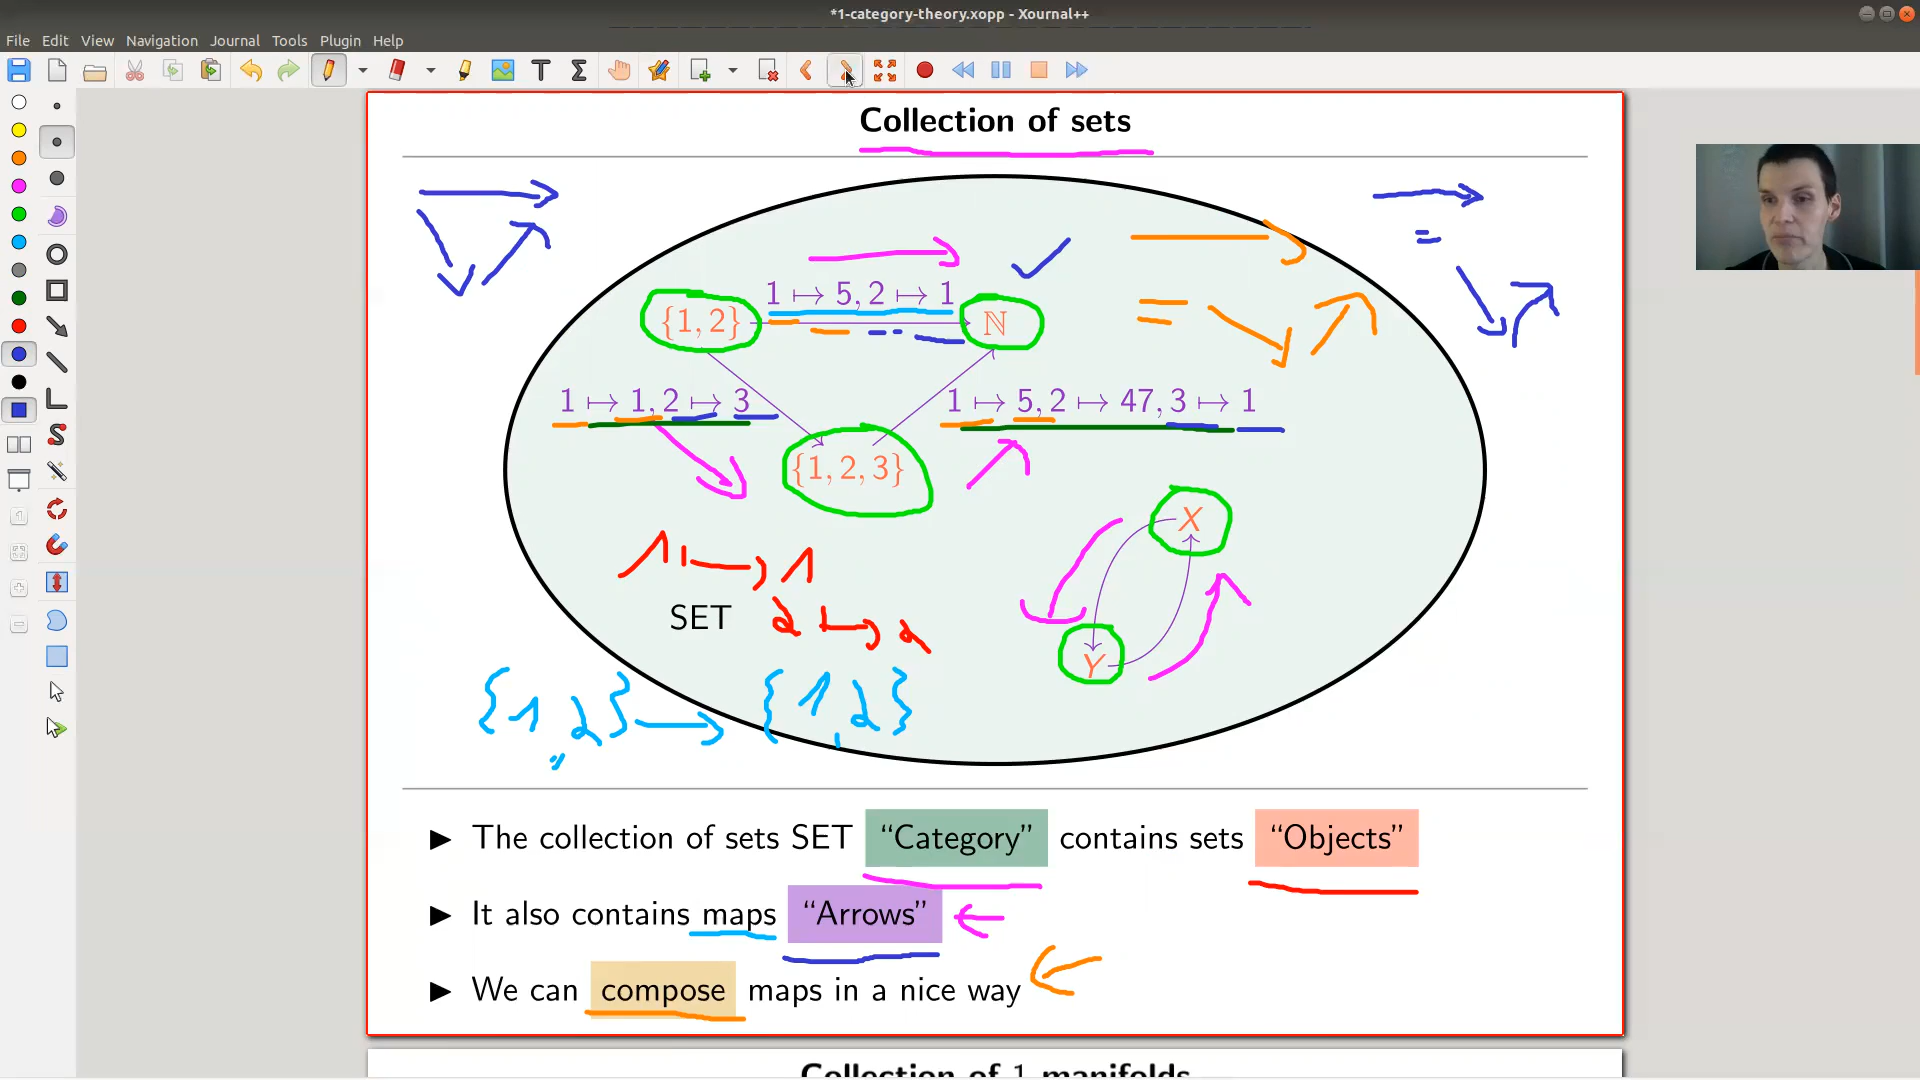 *1-category-theory.xopp - Xournal++
File Edit View Navigation Journal Tools Plugin Help
Collection of sets
1 ↦ 5, 2 ↦ 1
{1, 2}
ℕ
=
=
1 ↦ 1, 2 ↦ 3
1 ↦ 5, 2 ↦ 47, 3 ↦ 1
{1, 2, 3}
X
1 ↦ 1
SET
2 ↦ 2
Y
{1, 2} → {1, 2}
▶ The collection of sets SET “Category” contains sets “Objects”
▶ It also contains maps “Arrows”
▶ We can compose maps in a nice way
Collection of 1 manifolds